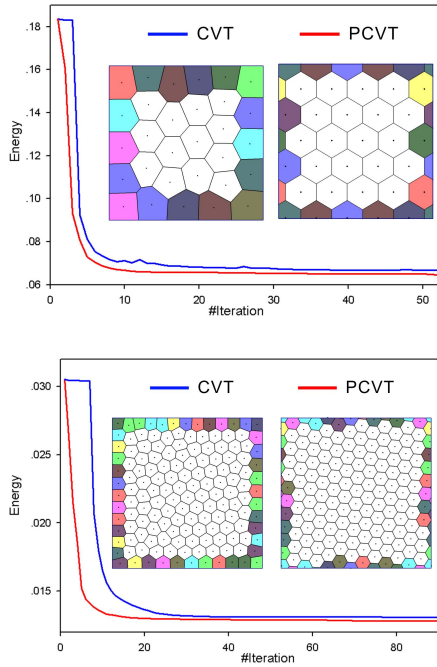 CVT PCVT
.18
.16
.14
.12
.10
.08
.06
Energy
0 10 20 30 40 50
#Iteration
CVT PCVT
.030
.025
.020
.015
Energy
0 20 40 60 80
#Iteration